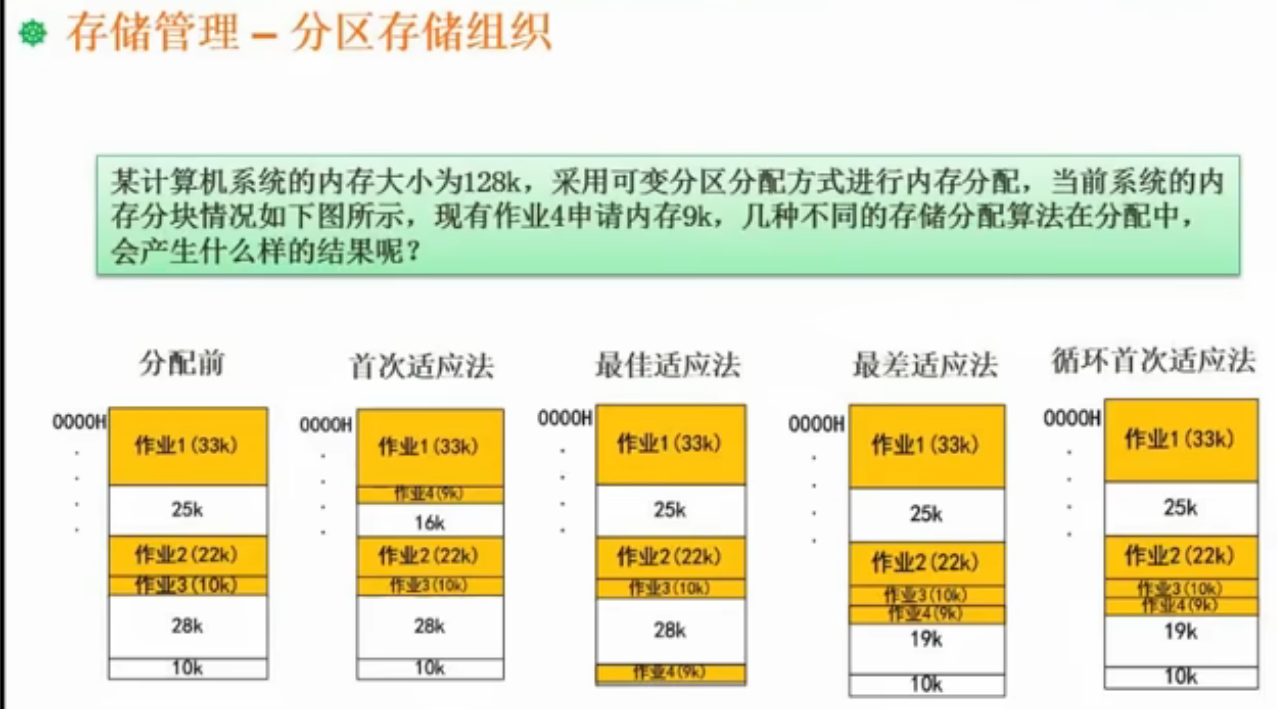 存储管理 – 分区存储组织
某计算机系统的内存大小为128k，采用可变分区分配方式进行内存分配，当前系统的内
存分块情况如下图所示，现有作业4申请内存9k，几种不同的存储分配算法在分配中，
会产生什么样的结果呢？
分配前
0000H
作业1(33k)
25k
作业2(22k)
作业3(10k)
28k
10k
首次适应法
0000H
作业1(33k)
作业4(9k)
16k
作业2(22k)
作业3(10k)
28k
10k
最佳适应法
0000H
作业1(33k)
25k
作业2(22k)
作业3(10k)
28k
作业4(9k)
最差适应法
0000H
作业1(33k)
25k
作业2(22k)
作业3(10k)
作业4(9k)
19k
10k
循环首次适应法
0000H
作业1(33k)
25k
作业2(22k)
作业3(10k)
作业4(9k)
19k
10k